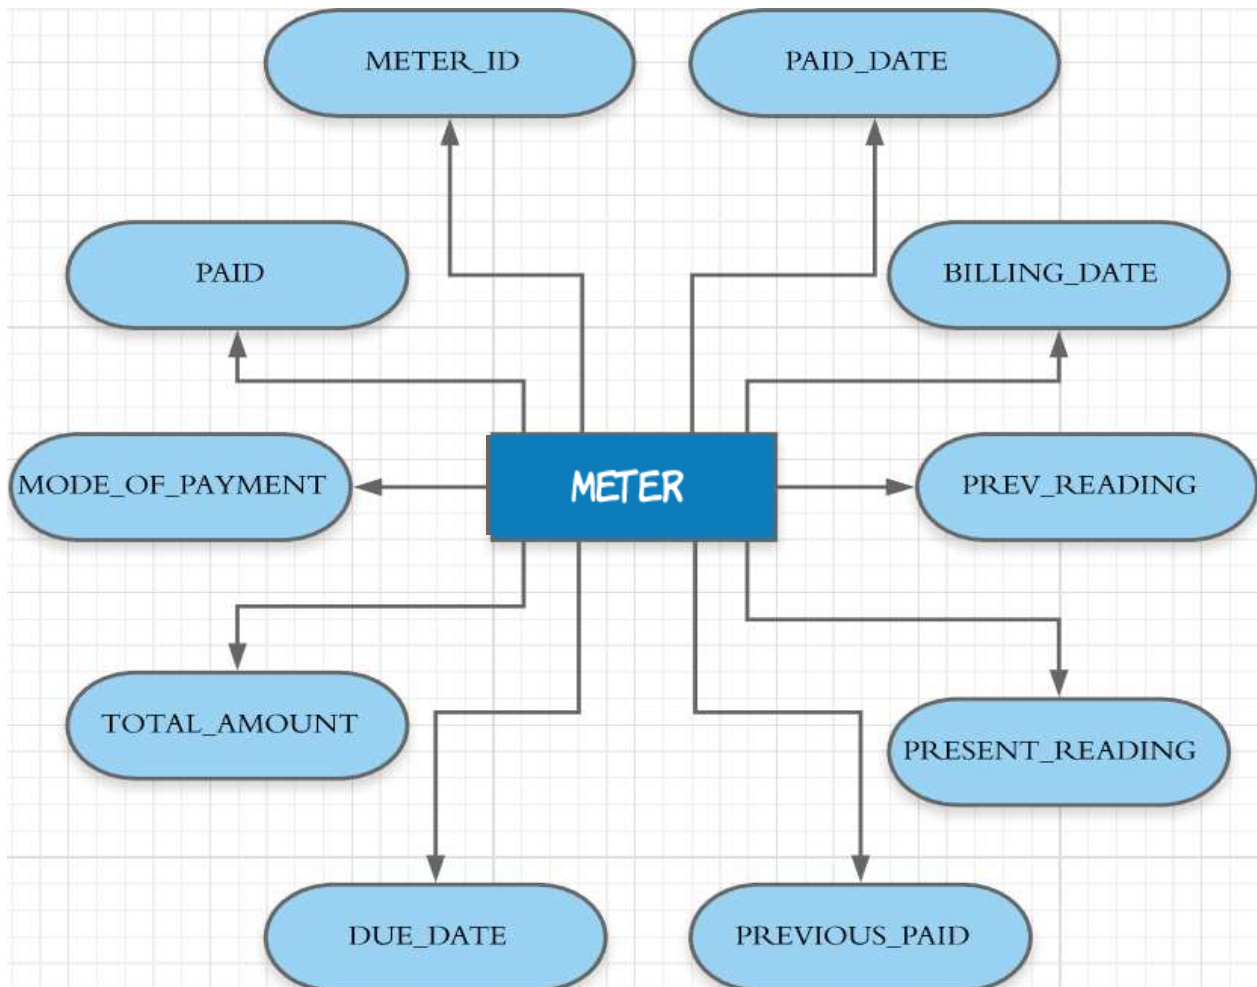 METER_ID
PAID_DATE
PAID
BILLING_DATE
MODE_OF_PAYMENT
METER
PREV_READING
TOTAL_AMOUNT
PRESENT_READING
DUE_DATE
PREVIOUS_PAID